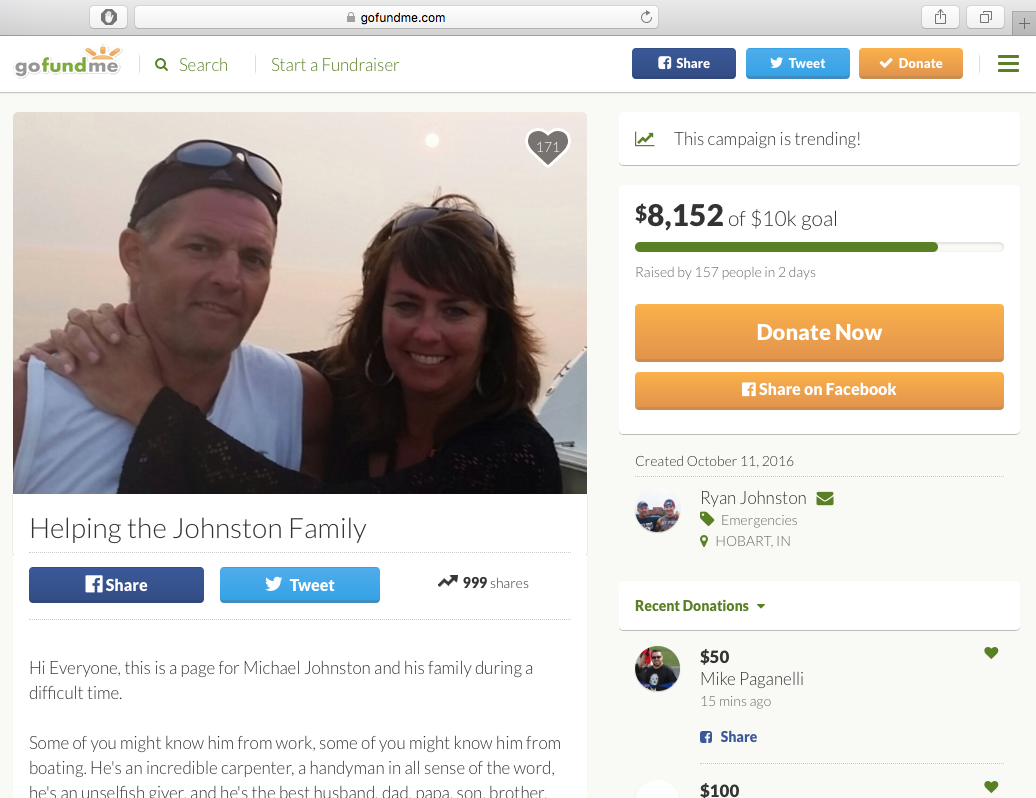 gofundme.com
gofundme
Search
Start a Fundraiser
Share
Tweet
Donate
171
This campaign is trending!
$8,152 of $10k goal
Raised by 157 people in 2 days
Donate Now
Share on Facebook
Created October 11, 2016
Ryan Johnston
Emergencies
HOBART, IN
Helping the Johnston Family
Share
Tweet
999 shares
Hi Everyone, this is a page for Michael Johnston and his family during a
difficult time.
Some of you might know him from work, some of you might know him from
boating. He's an incredible carpenter, a handyman in all sense of the word,
he's an unselfish giver, and he's the best husband, dad, papa, son, brother,
Recent Donations
$50
Mike Paganelli
15 mins ago
Share
$100